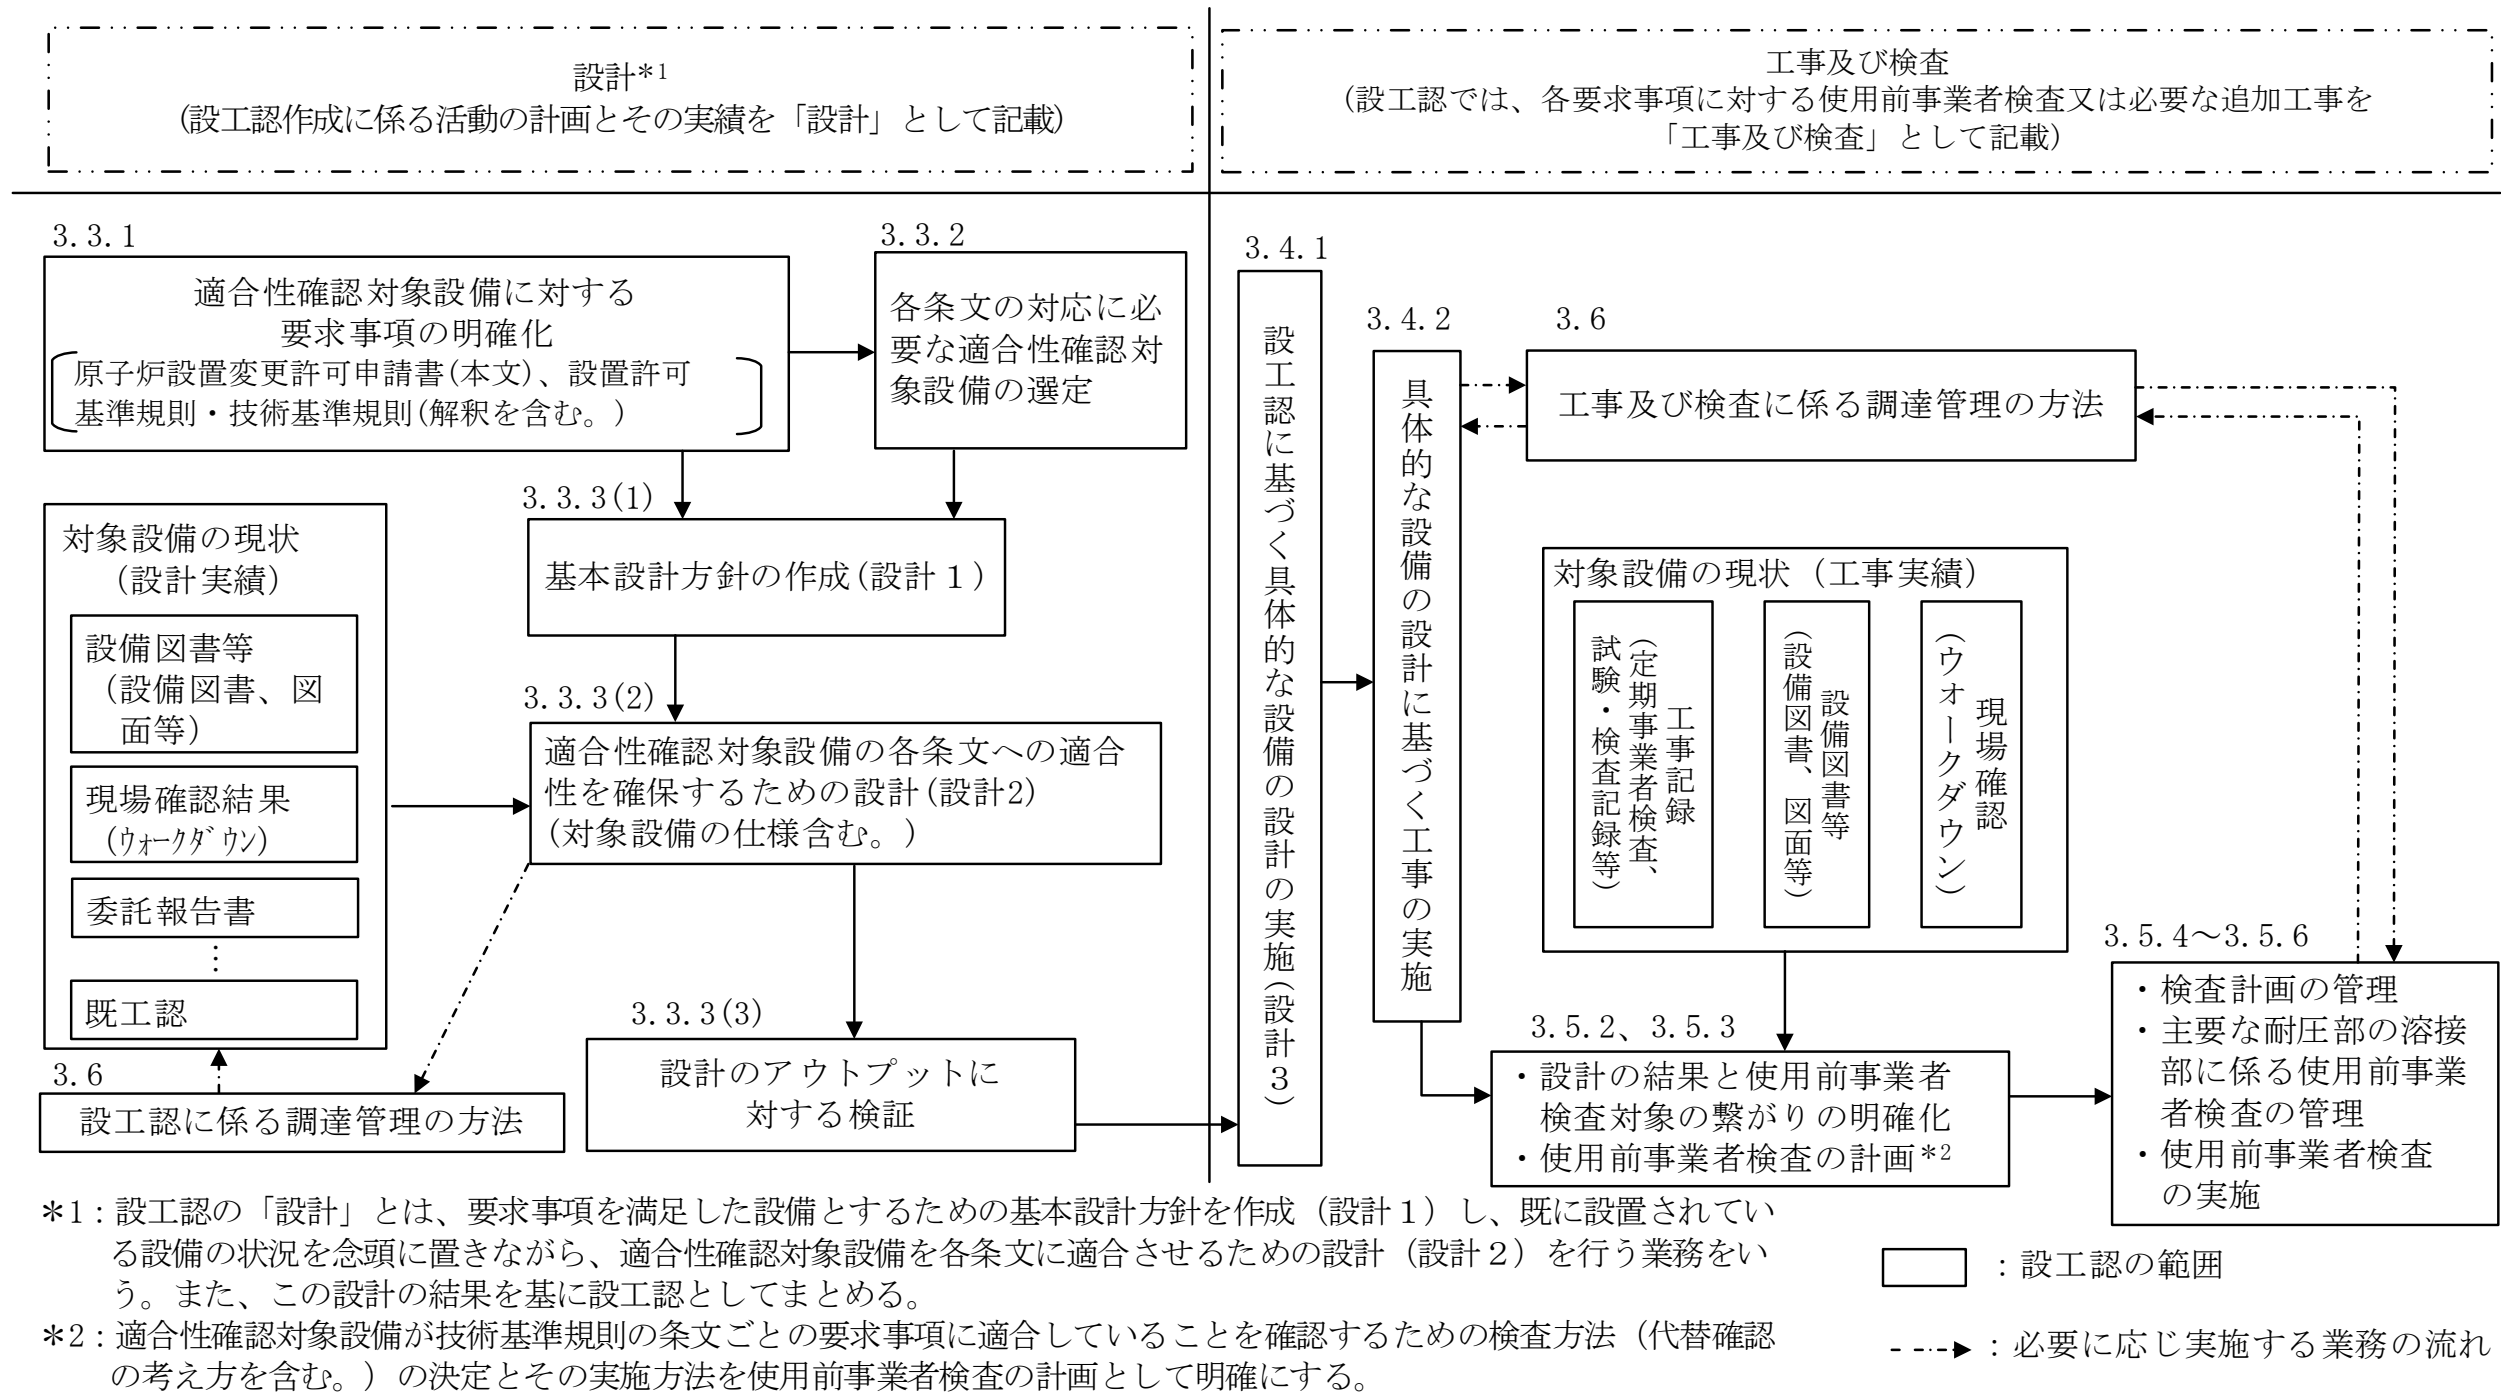 設計*1
(設工認作成に係る活動の計画とその実績を「設計」として記載)
工事及び検査
(設工認では、各要求事項に対する使用前事業者検査又は必要な追加工事を
「工事及び検査」として記載)
3.3.1
適合性確認対象設備に対する
要求事項の明確化
原子炉設置変更許可申請書(本文)、設置許可
基準規則・技術基準規則(解釈を含む。)
3.3.2
各条文の対応に必
要な適合性確認対
象設備の選定
対象設備の現状
(設計実績)
設備図書等
(設備図書、図
面等)
現場確認結果
(ウォークダウン)
委託報告書
⋮
既工認
3.6
設工認に係る調達管理の方法
3.3.3(1)
基本設計方針の作成(設計１)
3.3.3(2)
適合性確認対象設備の各条文への適合
性を確保するための設計(設計2)
(対象設備の仕様含む。)
3.3.3(3)
設計のアウトプットに
対する検証
3.4.1
設工認に基づく具体的な設備の設計の実施(設計３)
3.4.2
具体的な設備の設計に基づく工事の実施
3.6
工事及び検査に係る調達管理の方法
対象設備の現状 (工事実績)
工事記録
(定期事業者検査、
試験・検査記録等)
設備図書等
(設備図書、図面等)
現場確認
(ウオークダウン)
3.5.2、3.5.3
・設計の結果と使用前事業者
検査対象の繋がりの明確化
・使用前事業者検査の計画*2
3.5.4～3.5.6
・検査計画の管理
・主要な耐圧部の溶接
部に係る使用前事業
者検査の管理
・使用前事業者検査
の実施
*1：設工認の「設計」とは、要求事項を満足した設備とするための基本設計方針を作成（設計１）し、既に設置されてい
る設備の状況を念頭に置きながら、適合性確認対象設備を各条文に適合させるための設計（設計２）を行う業務をい
う。また、この設計の結果を基に設工認としてまとめる。
*2：適合性確認対象設備が技術基準規則の条文ごとの要求事項に適合していることを確認するための検査方法（代替確認
の考え方を含む。）の決定とその実施方法を使用前事業者検査の計画として明確にする。
：設工認の範囲
：必要に応じ実施する業務の流れ